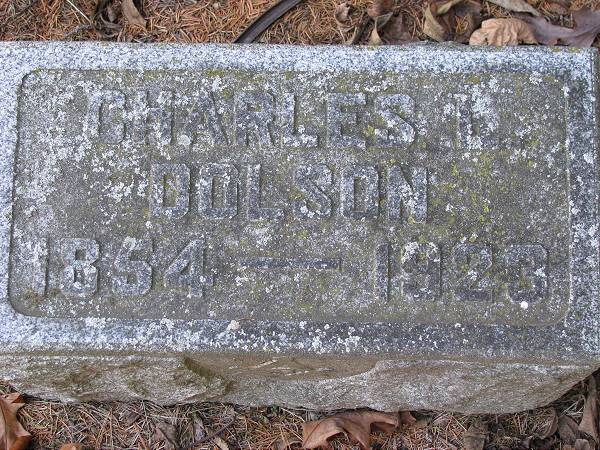 CHARLES L.
DOLSON
1854 — 1923